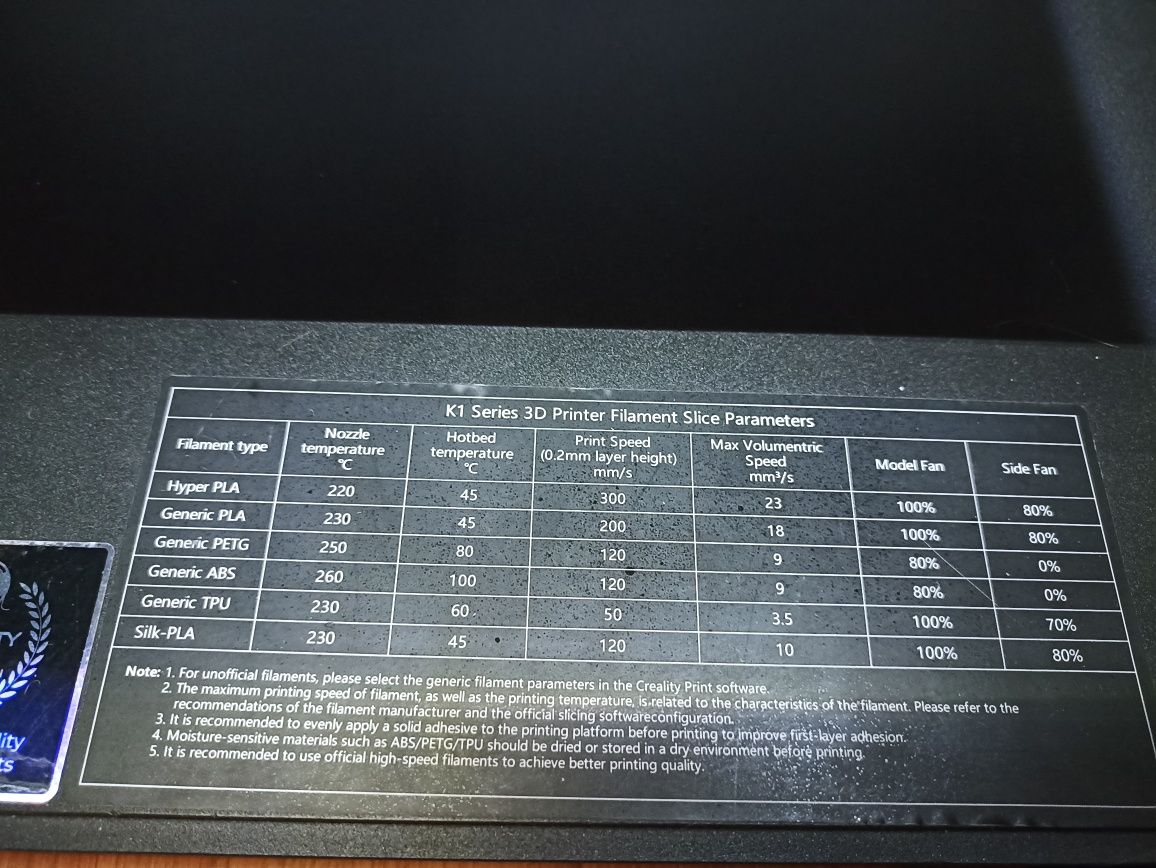 K1 Series 3D Printer Filament Slice Parameters
Filament type Nozzle temperature ℃ Hotbed temperature ℃ Print Speed (0.2mm layer height) mm/s Max Volumentric Speed mm³/s Model Fan Side Fan
Hyper PLA 220 45 300 23 100% 80%
Generic PLA 230 45 200 18 100% 80%
Generic PETG 250 80 120 9 80% 0%
Generic ABS 260 100 120 9 80% 0%
Generic TPU 230 60 50 3.5 100% 70%
Silk-PLA 230 45 120 10 100% 80%
Note: 1. For unofficial filaments, please select the generic filament parameters in the Creality Print software.
2. The maximum printing speed of filament, as well as the printing temperature, is related to the characteristics of the filament. Please refer to the
recommendations of the filament manufacturer and the official slicing softwareconfiguration.
3. It is recommended to evenly apply a solid adhesive to the printing platform before printing to improve first-layer adhesion.
4. Moisture-sensitive materials such as ABS/PETG/TPU should be dried or stored in a dry environment before printing.
5. It is recommended to use official high-speed filaments to achieve better printing quality.